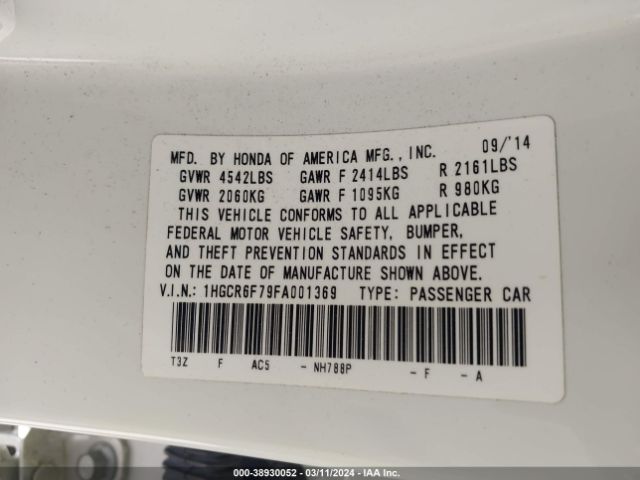 MFD. BY HONDA OF AMERICA MFG., INC. 09/'14
GVWR 4542LBS GAWR F 2414LBS R 2161LBS
GVWR 2060KG GAWR F 1095KG R 980KG
THIS VEHICLE CONFORMS TO ALL APPLICABLE
FEDERAL MOTOR VEHICLE SAFETY, BUMPER,
AND THEFT PREVENTION STANDARDS IN EFFECT
ON THE DATE OF MANUFACTURE SHOWN ABOVE.
V.I.N.: 1HGCR6F79FA001369 TYPE: PASSENGER CAR
T3Z F AC5 - NH788P - F - A
000-38930052 - 03/11/2024 - IAA Inc.